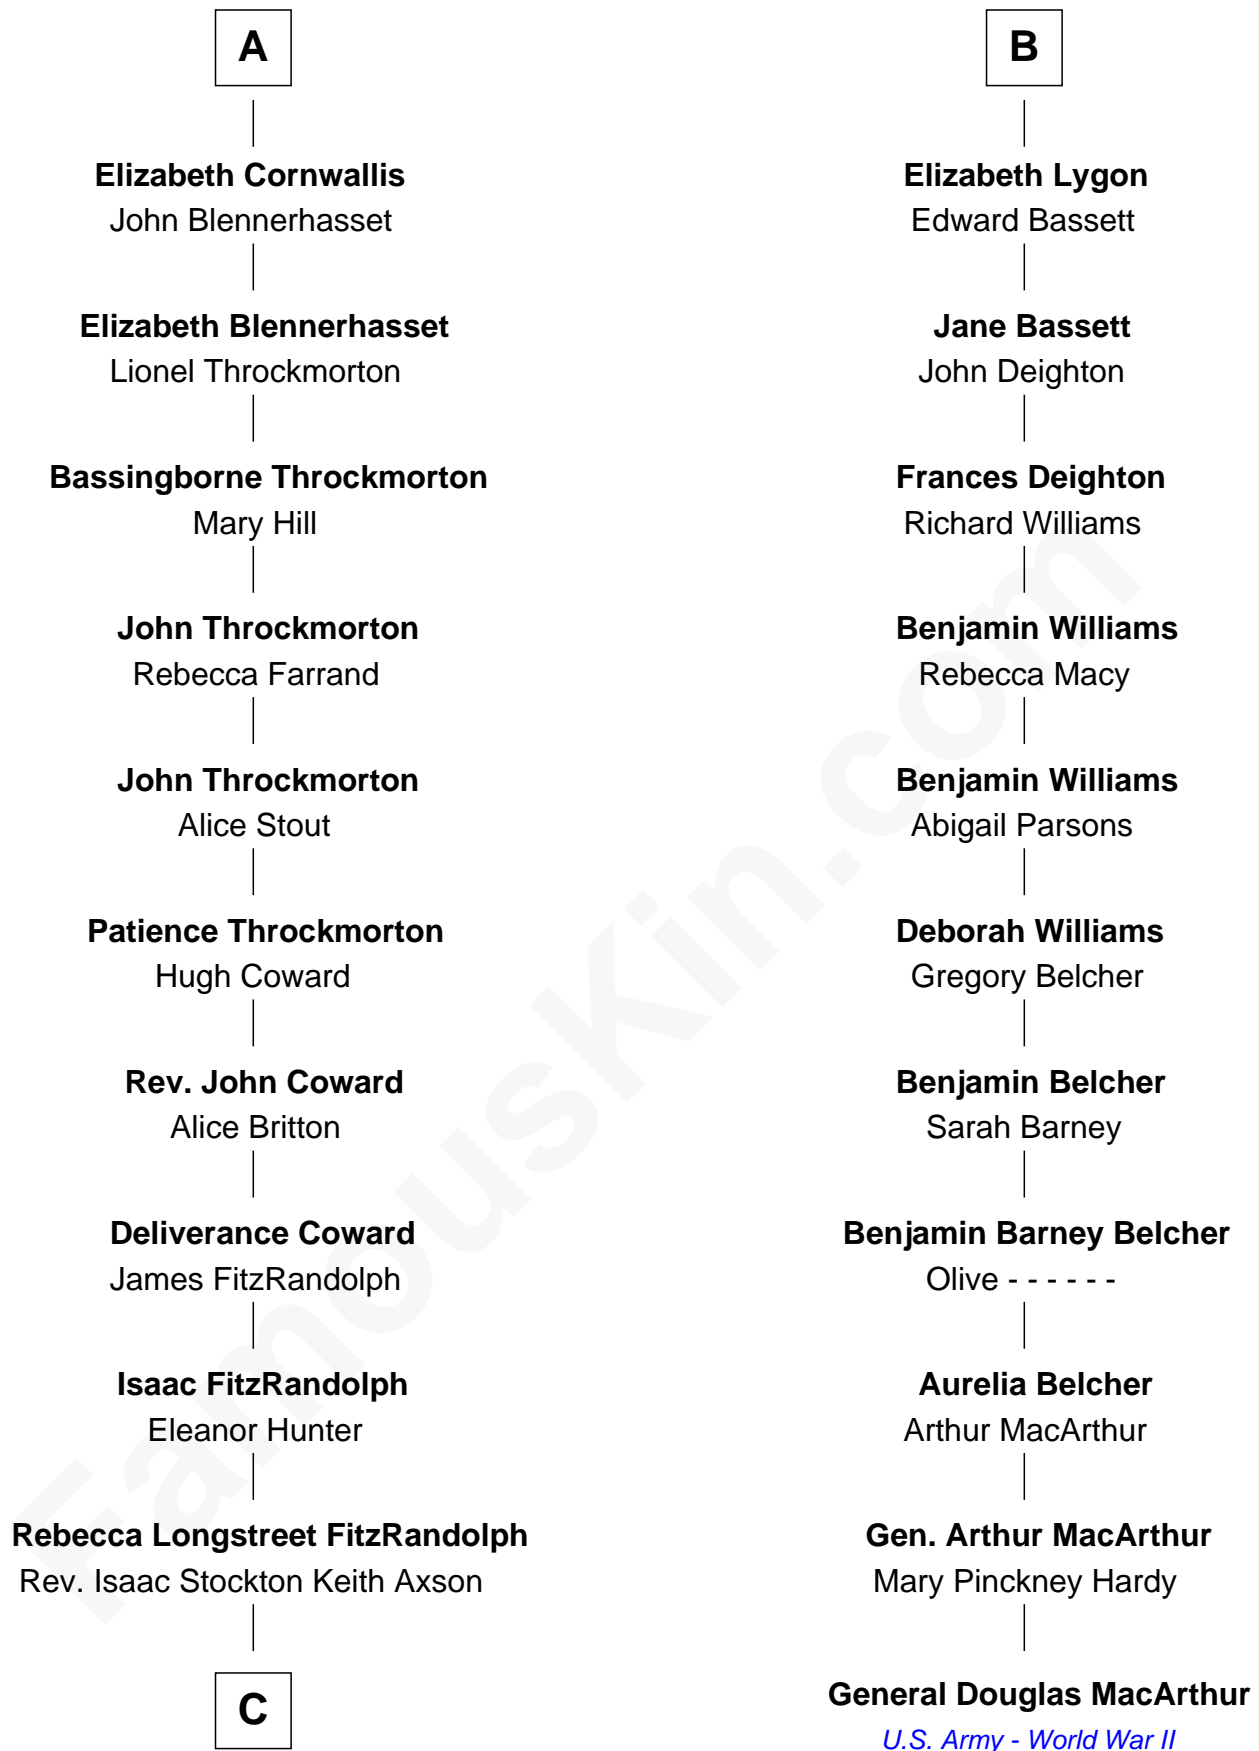 A
Elizabeth Cornwallis
John Blennerhasset
Elizabeth Blennerhasset
Lionel Throckmorton
Bassingborne Throckmorton
Mary Hill
John Throckmorton
Rebecca Farrand
John Throckmorton
Alice Stout
Patience Throckmorton
Hugh Coward
Rev. John Coward
Alice Britton
Deliverance Coward
James FitzRandolph
Isaac FitzRandolph
Eleanor Hunter
Rebecca Longstreet FitzRandolph
Rev. Isaac Stockton Keith Axson
C
B
Elizabeth Lygon
Edward Bassett
Jane Bassett
John Deighton
Frances Deighton
Richard Williams
Benjamin Williams
Rebecca Macy
Benjamin Williams
Abigail Parsons
Deborah Williams
Gregory Belcher
Benjamin Belcher
Sarah Barney
Benjamin Barney Belcher
Olive - - - - - -
Aurelia Belcher
Arthur MacArthur
Gen. Arthur MacArthur
Mary Pinckney Hardy
General Douglas MacArthur
U.S. Army - World War II
FamousKin.com